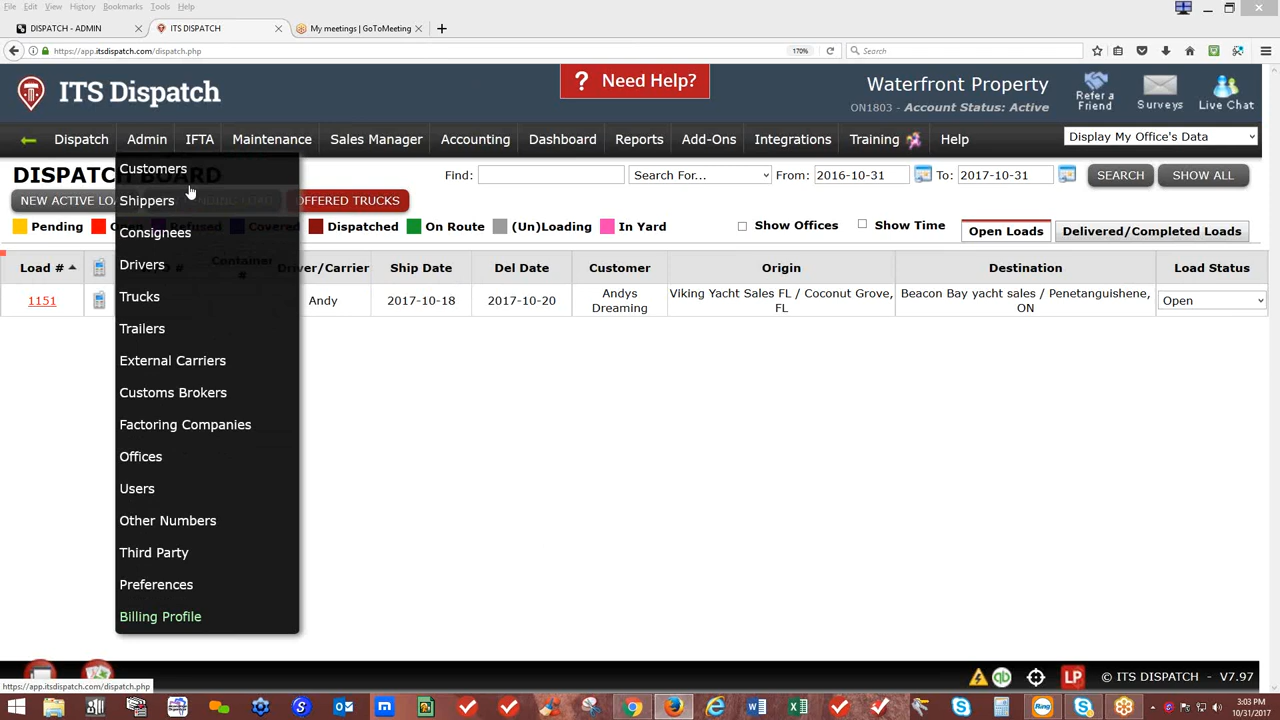 File Edit View History Bookmarks Tools Help
DISPATCH - ADMIN
ITS DISPATCH
My meetings | GoToMeeting
https://app.itsdispatch.com/dispatch.php
170%
Search
ITS Dispatch
? Need Help?
Waterfront Property
ON1803 - Account Status: Active
Refer a Friend
Surveys
Live Chat
Dispatch Admin IFTA Maintenance Sales Manager Accounting Dashboard Reports Add-Ons Integrations Training Help
Display My Office's Data
DISPATCH BOARD
Find:
Search For...
From: 2016-10-31
To: 2017-10-31
SEARCH
SHOW ALL
NEW ACTIVE LOA
OFFERED TRUCKS
Pending
Refused
Covered
Dispatched
On Route
(Un)Loading
In Yard
Show Offices
Show Time
Open Loads
Delivered/Completed Loads
Load # Container # Driver/Carrier Ship Date Del Date Customer Origin Destination Load Status
1151 Andy 2017-10-18 2017-10-20 Andys Dreaming Viking Yacht Sales FL / Coconut Grove, FL Beacon Bay yacht sales / Penetanguishene, ON Open
Customers
Shippers
Consignees
Drivers
Trucks
Trailers
External Carriers
Customs Brokers
Factoring Companies
Offices
Users
Other Numbers
Third Party
Preferences
Billing Profile
https://app.itsdispatch.com/dispatch.php
qb
LP
© ITS DISPATCH - V7.97
3:03 PM
10/31/2017